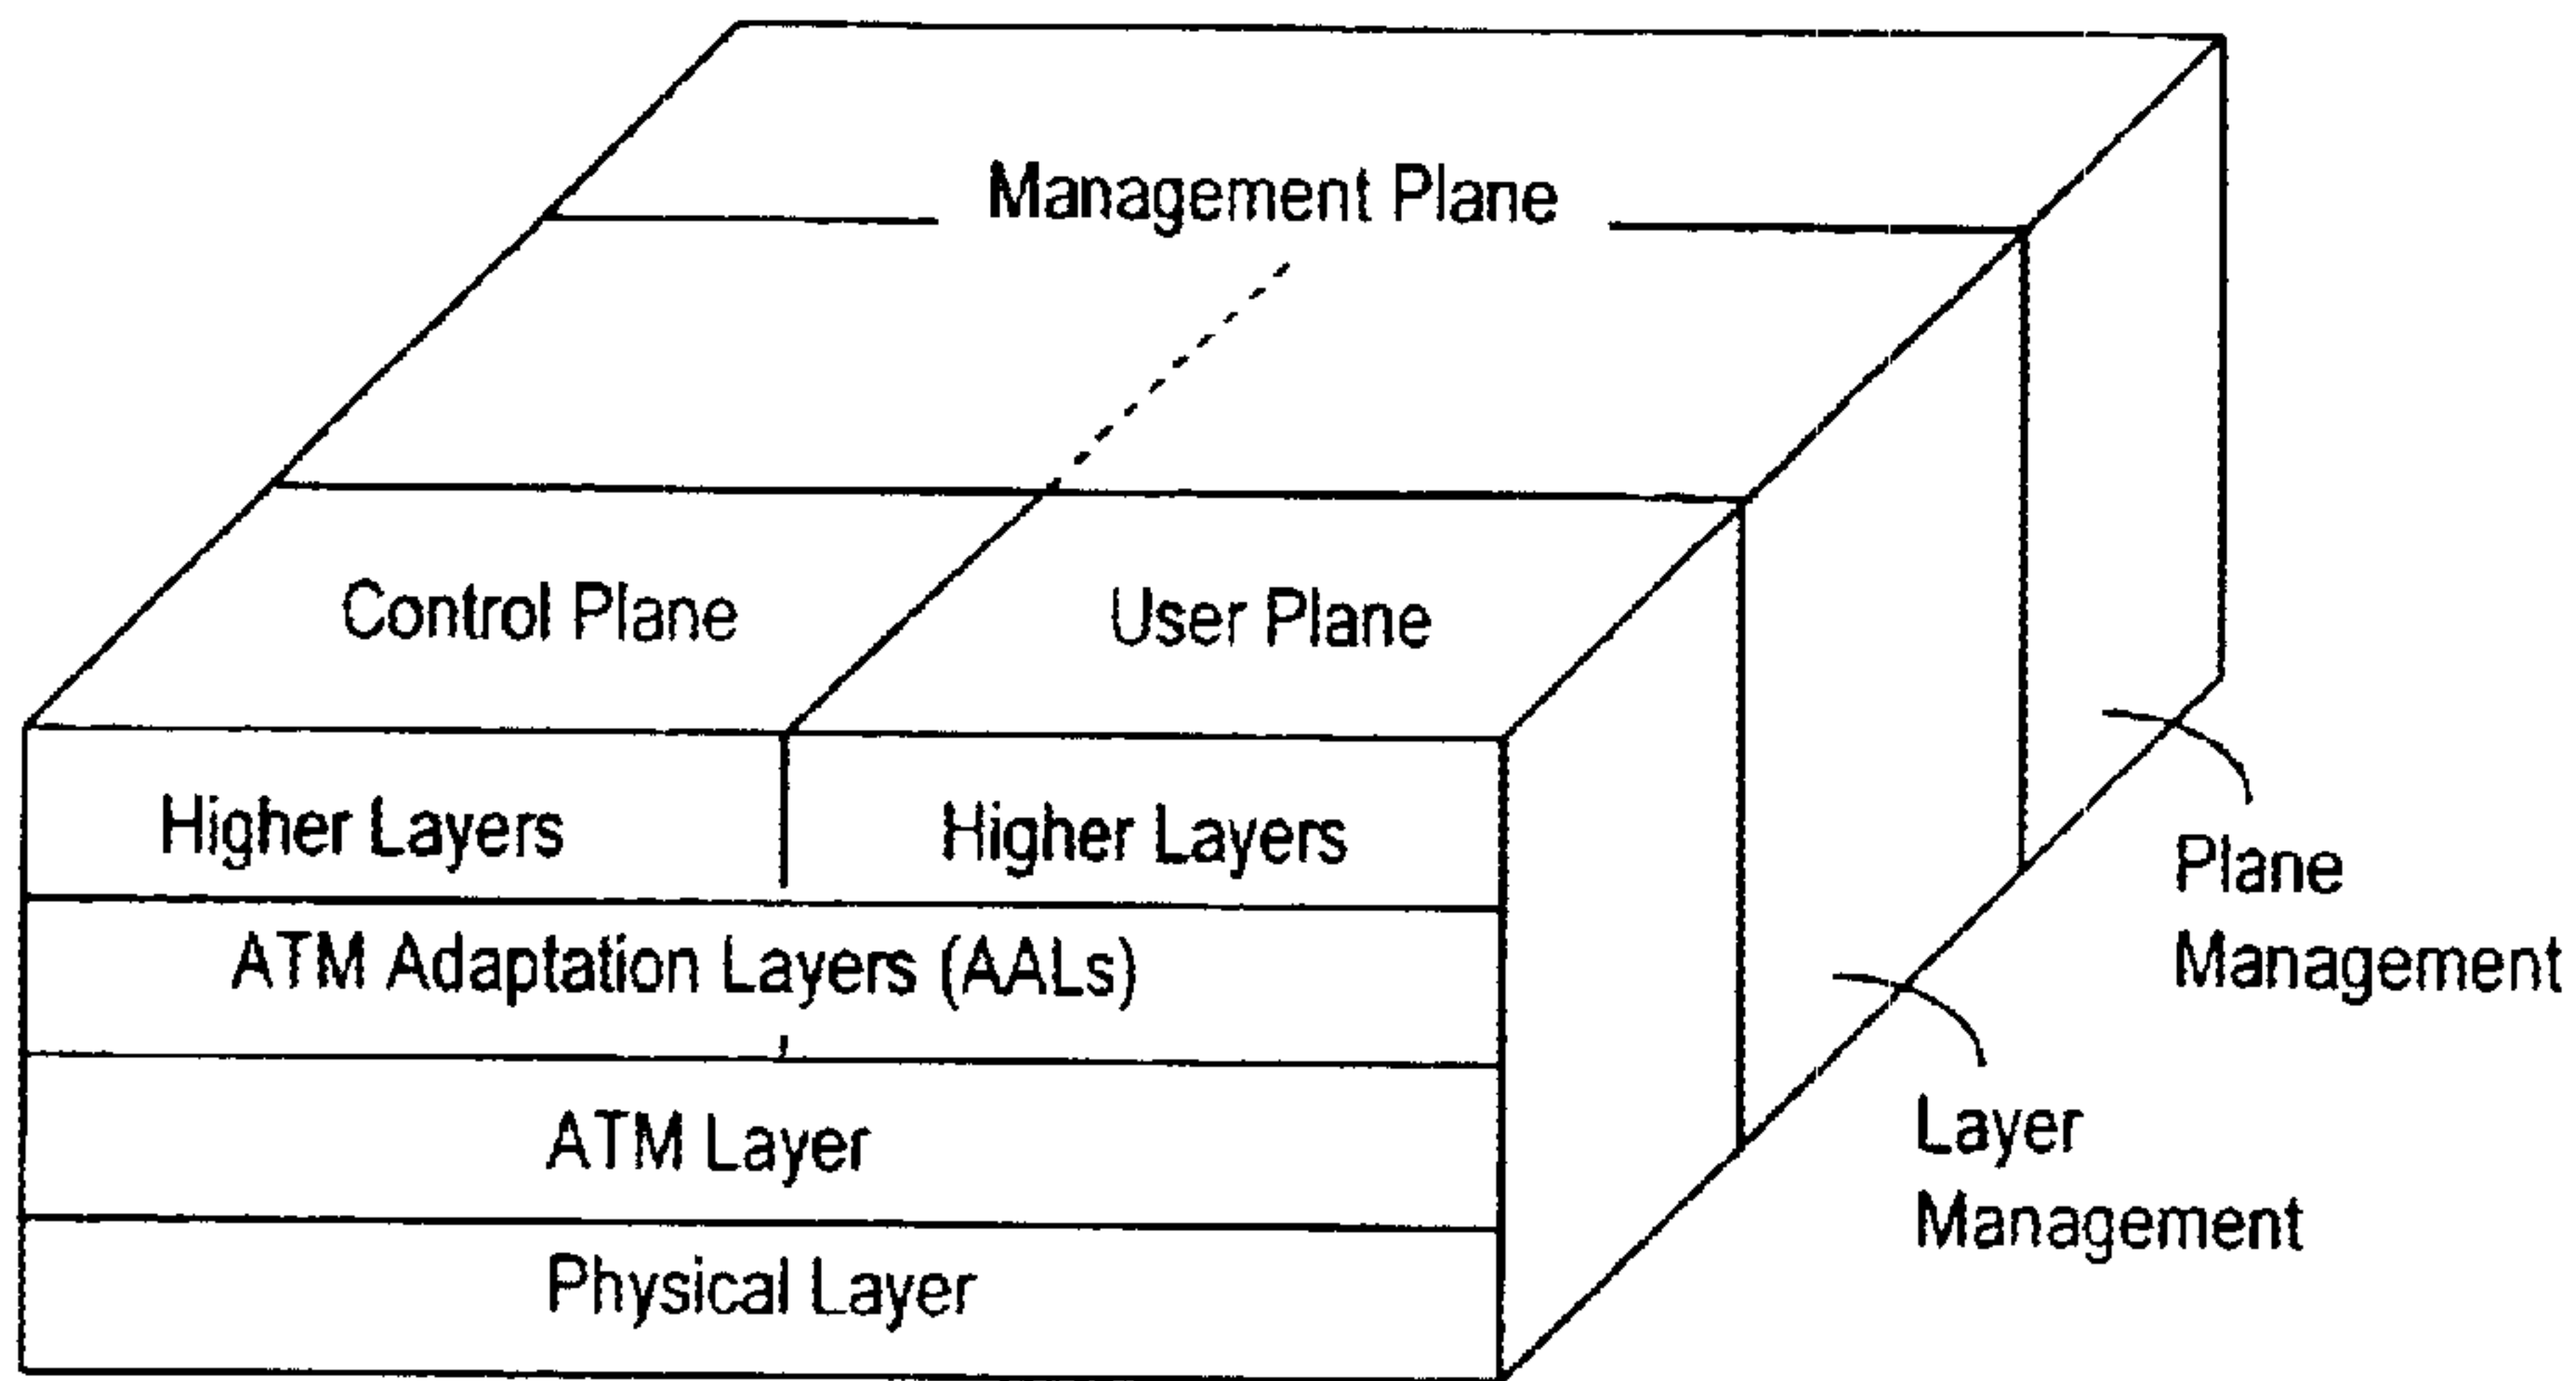 Management Plane
Control Plane
User Plane
Higher Layers
Higher Layers
ATM Adaptation Layers (AALs)
ATM Layer
Physical Layer
Plane
Management
Layer
Management